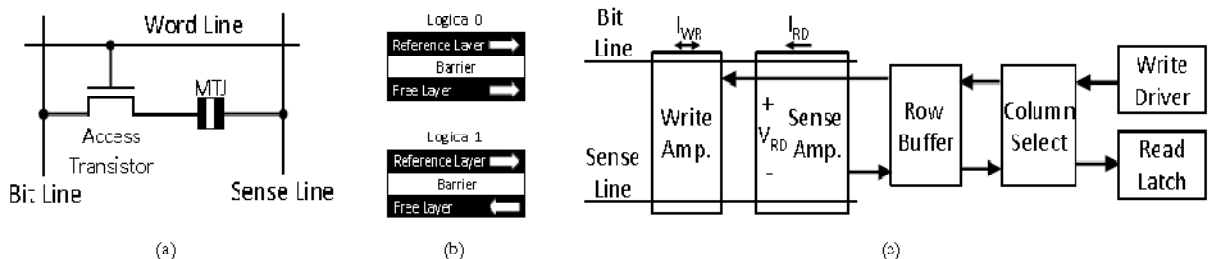 Word Line
MTJ
Access
Transistor
Bit Line
Sense Line
(a)
Logica 0
Reference Layer
Barrier
Free Layer
Logica 1
Reference Layer
Barrier
Free Layer
(b)
Bit
Line
I_WR
I_RD
Sense
Line
Write
Amp.
+
V_RD
-
Sense
Amp.
Row
Buffer
Column
Select
Write
Driver
Read
Latch
(c)